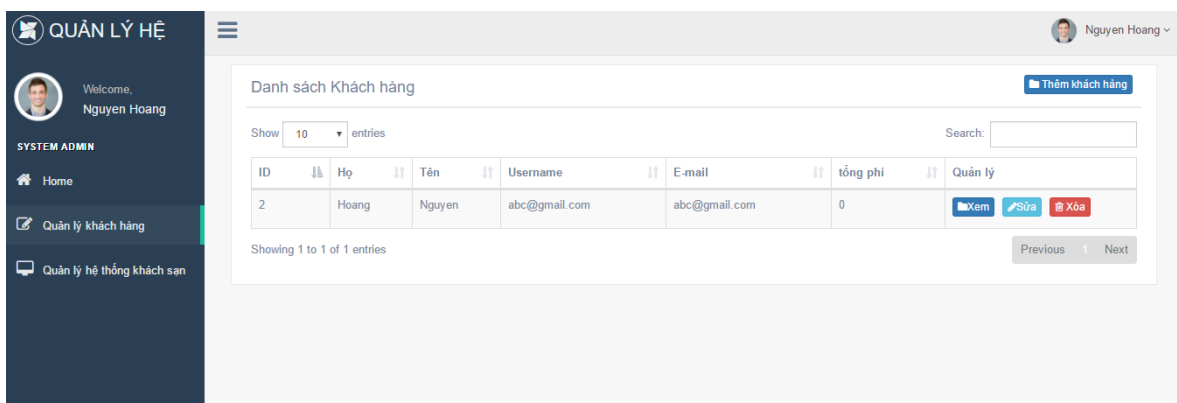 QUẢN LÝ HỆ
Nguyen Hoang
Welcome,
Nguyen Hoang
SYSTEM ADMIN
Home
Quản lý khách hàng
Quản lý hệ thống khách sạn
Danh sách Khách hàng
Thêm khách hàng
Show 10 entries
Search:
ID Họ Tên Username E-mail tổng phí Quản lý
2 Hoang Nguyen abc@gmail.com abc@gmail.com 0 Xem Sửa Xóa
Showing 1 to 1 of 1 entries
Previous 1 Next